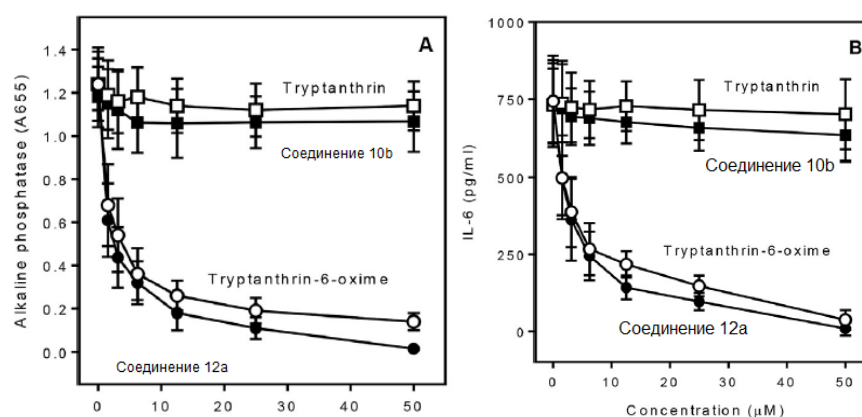 A
Alkaline phosphatase (A655)
1.4
1.2
1.0
0.8
0.6
0.4
0.2
0.0
Tryptanthrin
Соединение 10b
Tryptanthrin-6-oxime
Соединение 12a
0 10 20 30 40 50
B
IL-6 (pg/ml)
1000
750
500
250
0
Tryptanthrin
Соединение 10b
Tryptanthrin-6-oxime
Соединение 12a
0 10 20 30 40 50
Concentration (μM)